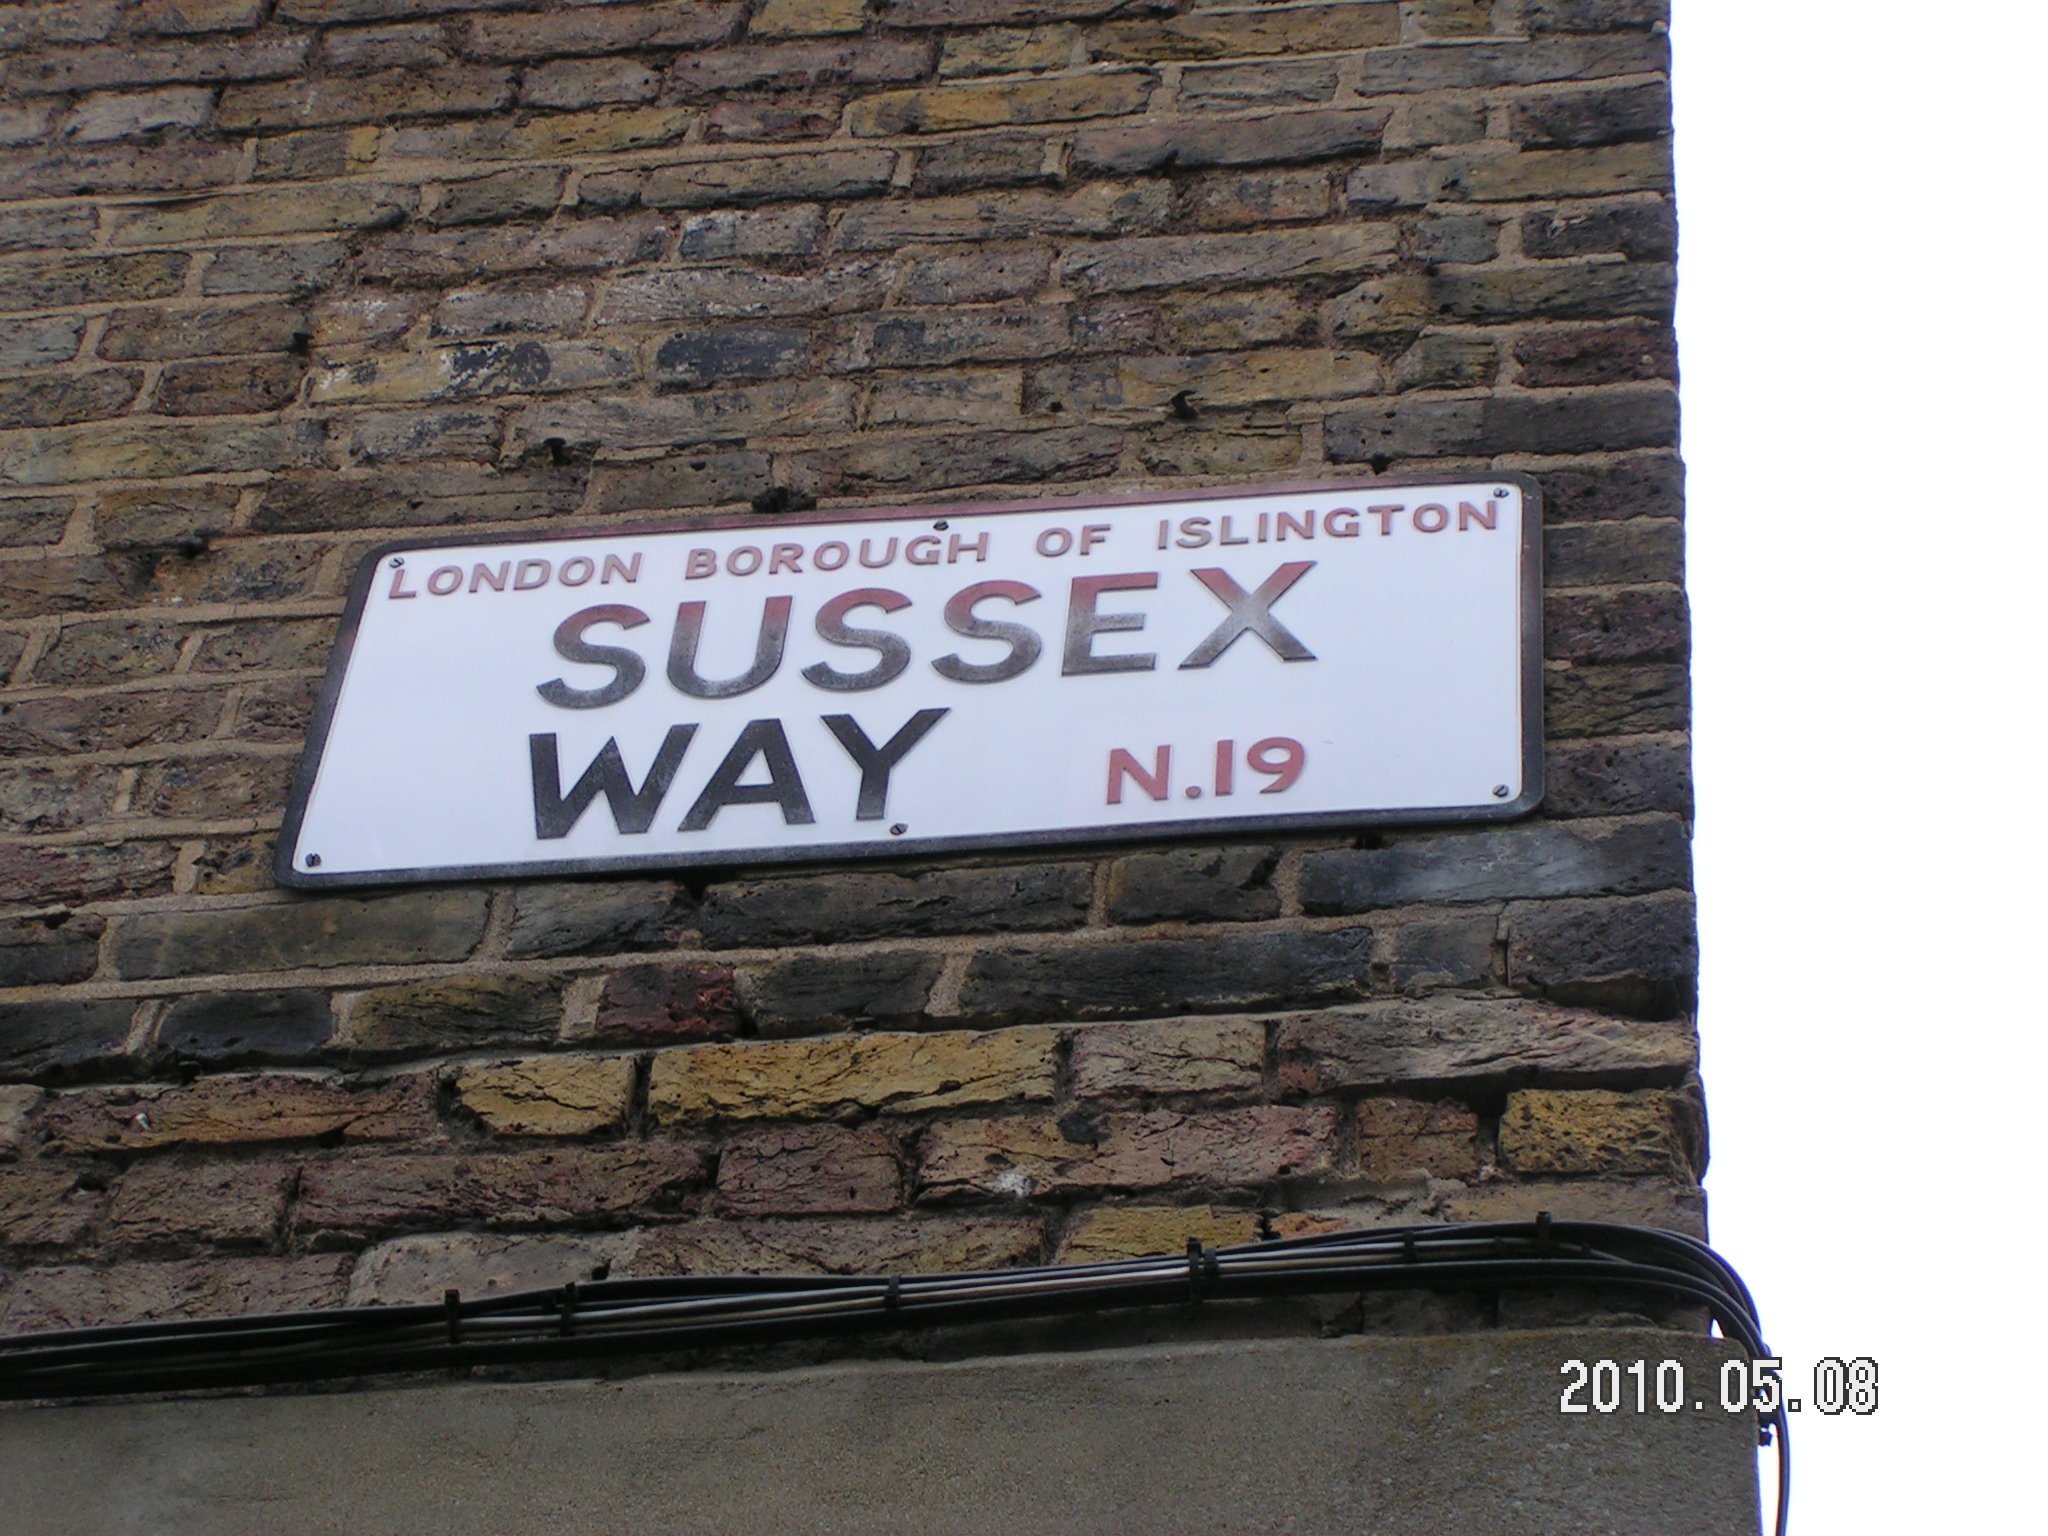 LONDON BOROUGH OF ISLINGTON
SUSSEX
WAY N.19
2010.05.08